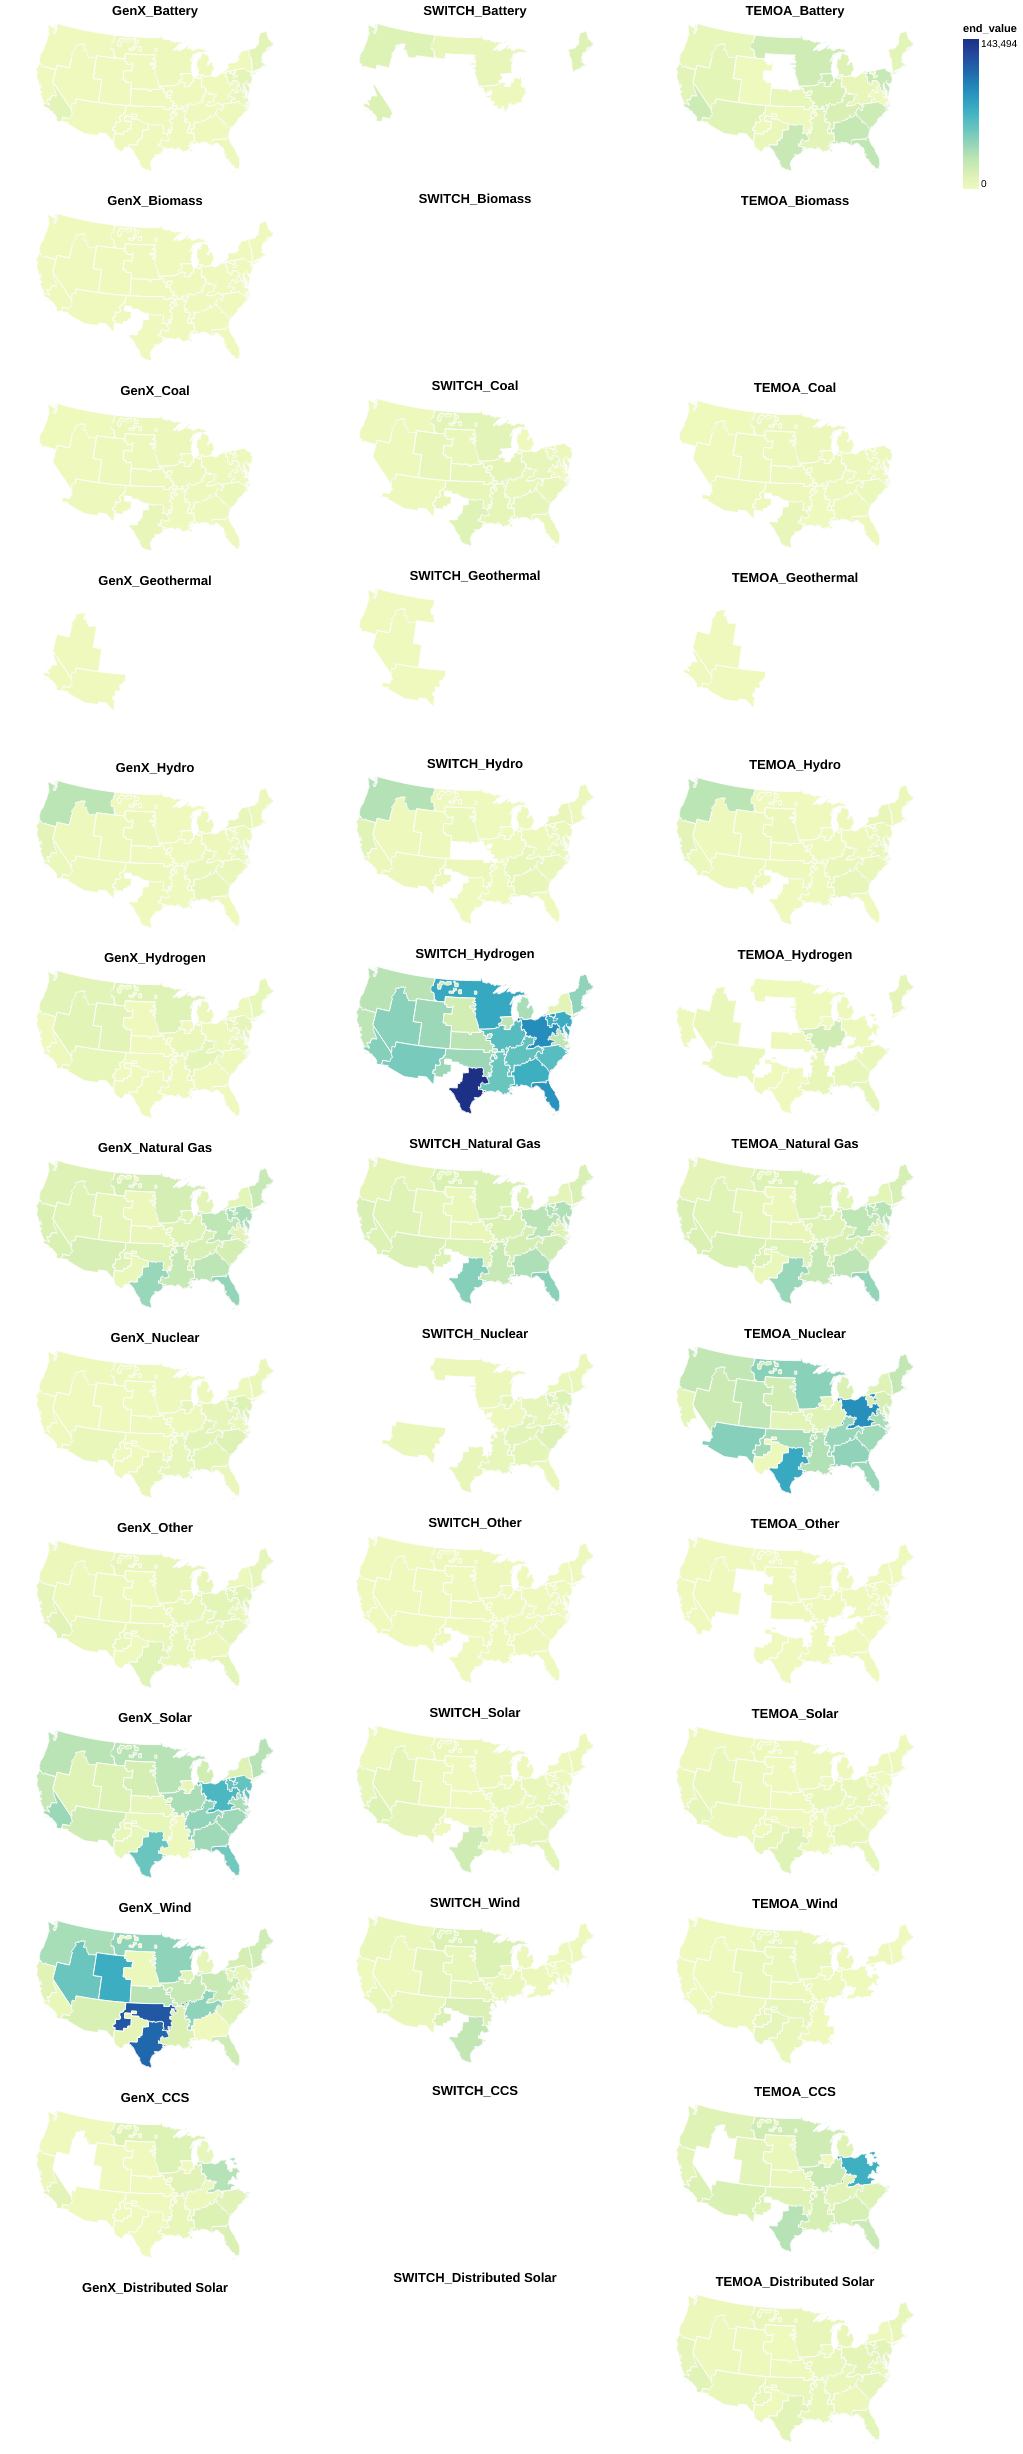 GenX_Battery
SWITCH_Battery
TEMOA_Battery
end_value
143,494
0
GenX_Biomass
SWITCH_Biomass
TEMOA_Biomass
GenX_Coal
SWITCH_Coal
TEMOA_Coal
GenX_Geothermal
SWITCH_Geothermal
TEMOA_Geothermal
GenX_Hydro
SWITCH_Hydro
TEMOA_Hydro
GenX_Hydrogen
SWITCH_Hydrogen
TEMOA_Hydrogen
GenX_Natural Gas
SWITCH_Natural Gas
TEMOA_Natural Gas
GenX_Nuclear
SWITCH_Nuclear
TEMOA_Nuclear
GenX_Other
SWITCH_Other
TEMOA_Other
GenX_Solar
SWITCH_Solar
TEMOA_Solar
GenX_Wind
SWITCH_Wind
TEMOA_Wind
GenX_CCS
SWITCH_CCS
TEMOA_CCS
GenX_Distributed Solar
SWITCH_Distributed Solar
TEMOA_Distributed Solar